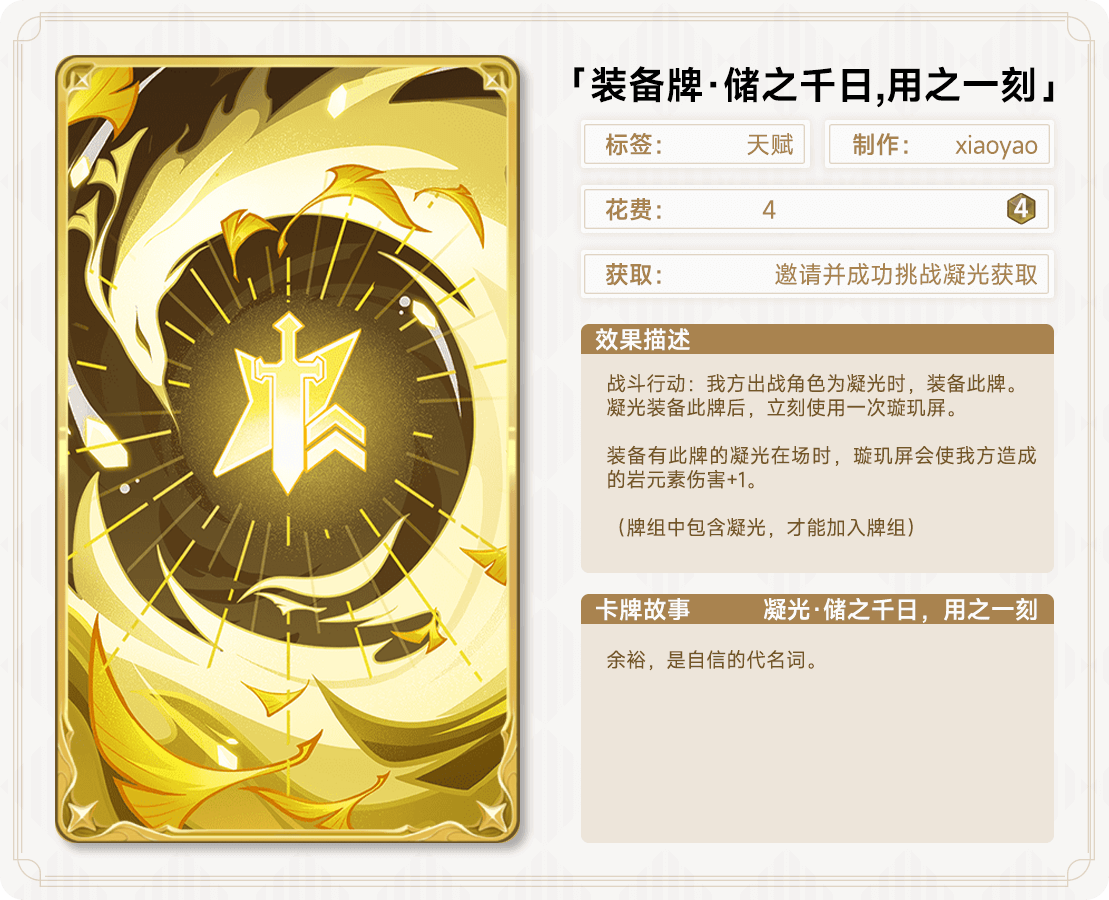 「装备牌·储之千日,用之一刻」
标签： 天赋 制作： xiaoyao
花费： 4 4
获取： 邀请并成功挑战凝光获取
效果描述
战斗行动：我方出战角色为凝光时，装备此牌。
凝光装备此牌后，立刻使用一次璇玑屏。
装备有此牌的凝光在场时，璇玑屏会使我方造成
的岩元素伤害+1。
（牌组中包含凝光，才能加入牌组）
卡牌故事 凝光·储之千日，用之一刻
余裕，是自信的代名词。